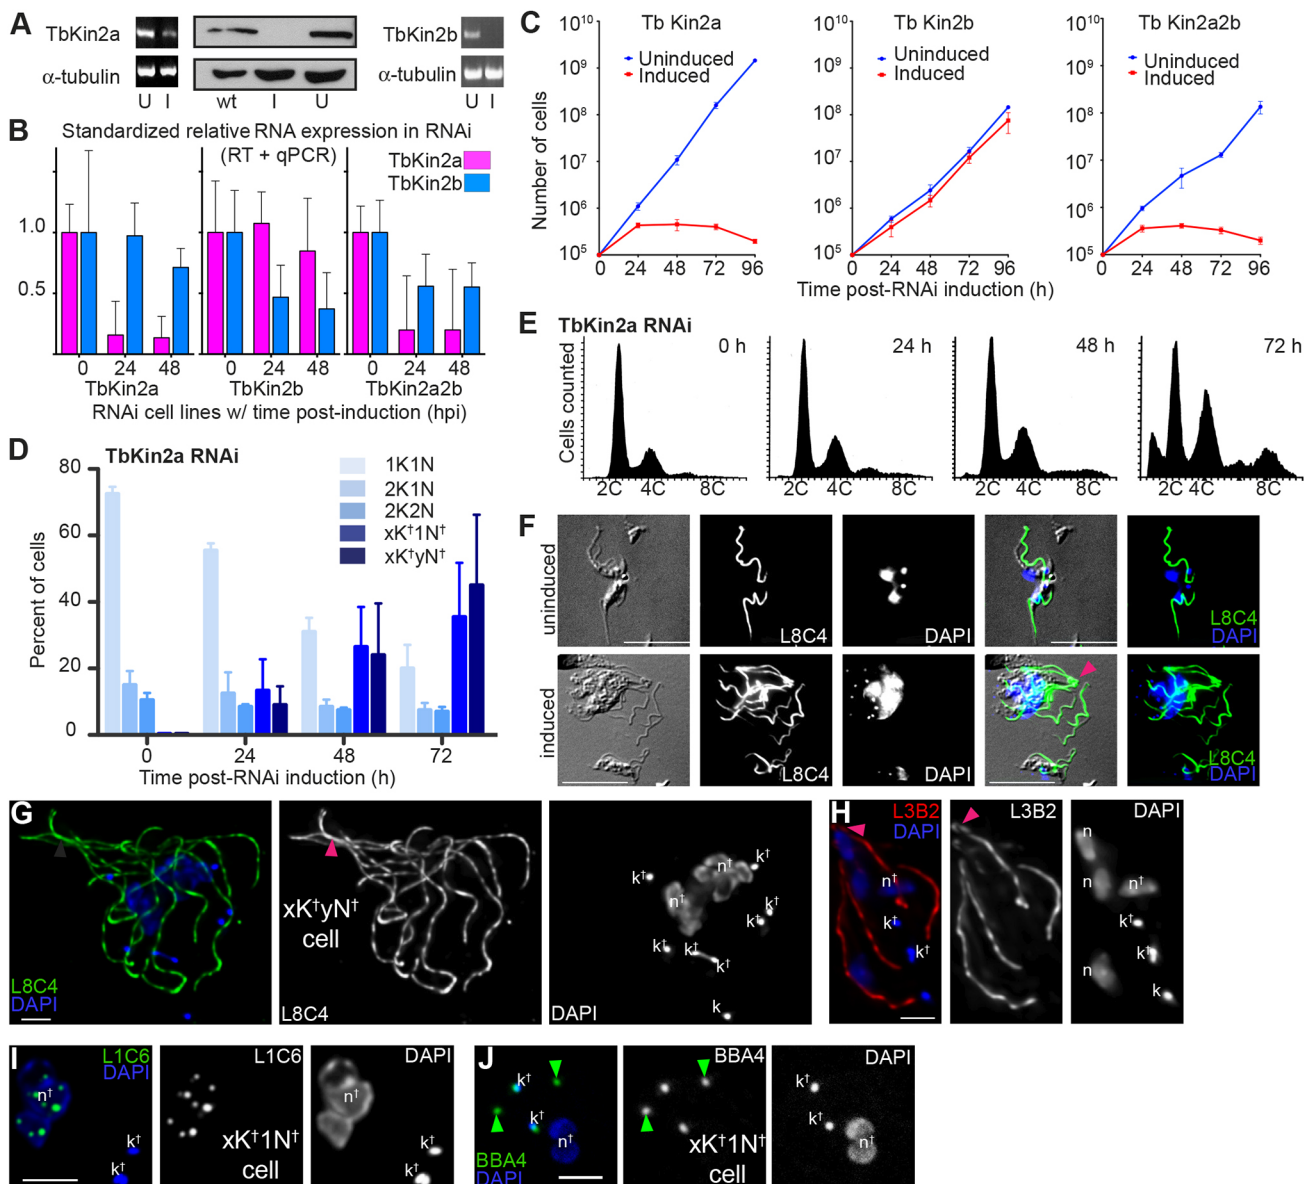 A
TbKin2a
α-tubulin
U I
wt I U
TbKin2b
α-tubulin
U I
B
Standardized relative RNA expression in RNAi
(RT + qPCR)
TbKin2a
TbKin2b
1.0
0.5
0 24 48 0 24 48 0 24 48
TbKin2a TbKin2b TbKin2a2b
RNAi cell lines w/ time post-induction (hpi)
C
Tb Kin2a
Uninduced
Induced
Number of cells
10¹⁰
10⁹
10⁸
10⁷
10⁶
10⁵
0 24 48 72 96
Tb Kin2b
Uninduced
Induced
10¹⁰
10⁹
10⁸
10⁷
10⁶
10⁵
0 24 48 72 96
Tb Kin2a2b
Uninduced
Induced
10¹⁰
10⁹
10⁸
10⁷
10⁶
10⁵
0 24 48 72 96
Time post-RNAi induction (h)
D
TbKin2a RNAi
1K1N
2K1N
2K2N
xK†1N†
xK†yN†
Percent of cells
80
60
40
20
0
0 24 48 72
Time post-RNAi induction (h)
E
TbKin2a RNAi
Cells counted
0 h
24 h
48 h
72 h
2C 4C 8C
2C 4C 8C
2C 4C 8C
2C 4C 8C
F
uninduced
L8C4
DAPI
L8C4
DAPI
induced
L8C4
DAPI
L8C4
DAPI
G
L8C4
DAPI
xK†yN†
cell
L8C4
k†
k†
n†
n†
k†
k†
k†
k†
k†
k
DAPI
H
L3B2
DAPI
n†
k†
k†
L3B2
DAPI
n
n
n†
k†
k†
n
k
I
L1C6
DAPI
n†
k†
k†
L1C6
xK†1N†
cell
DAPI
n†
k†
k†
J
k†
k†
n†
BBA4
DAPI
BBA4
xK†1N†
cell
DAPI
k†
k†
n†